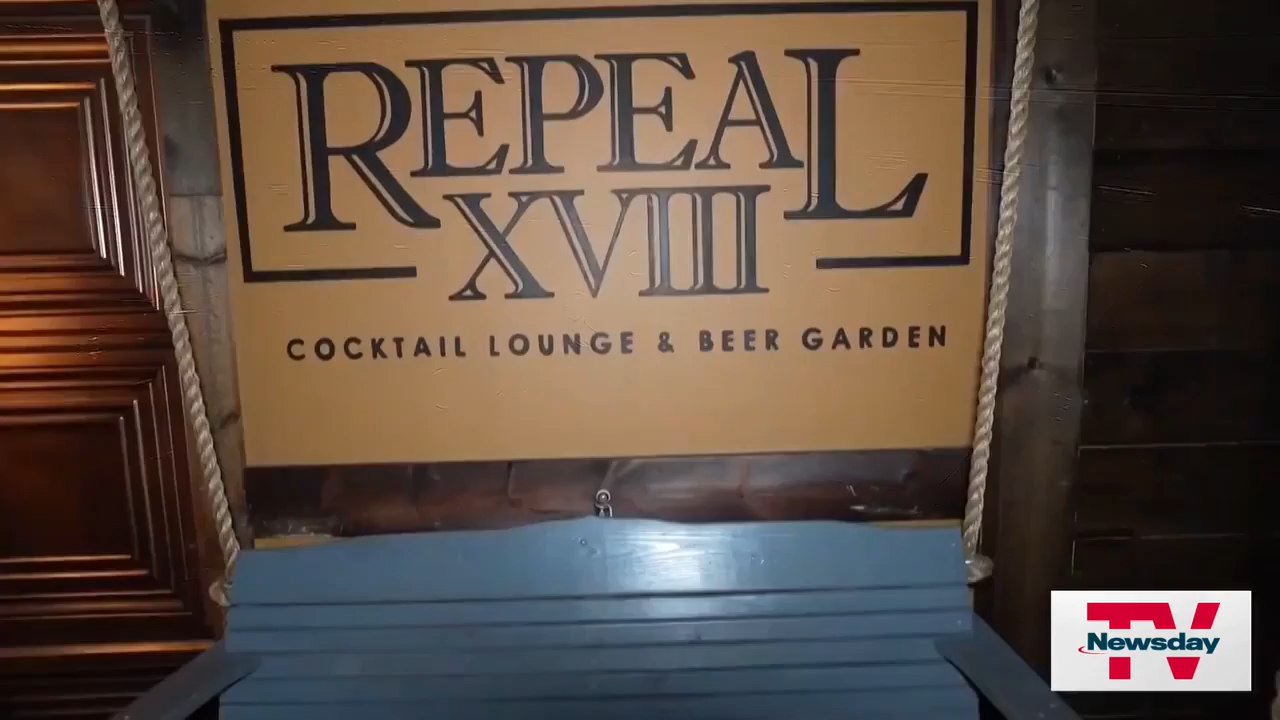 REPEAL
XVIII
COCKTAIL LOUNGE & BEER GARDEN
TV
Newsday